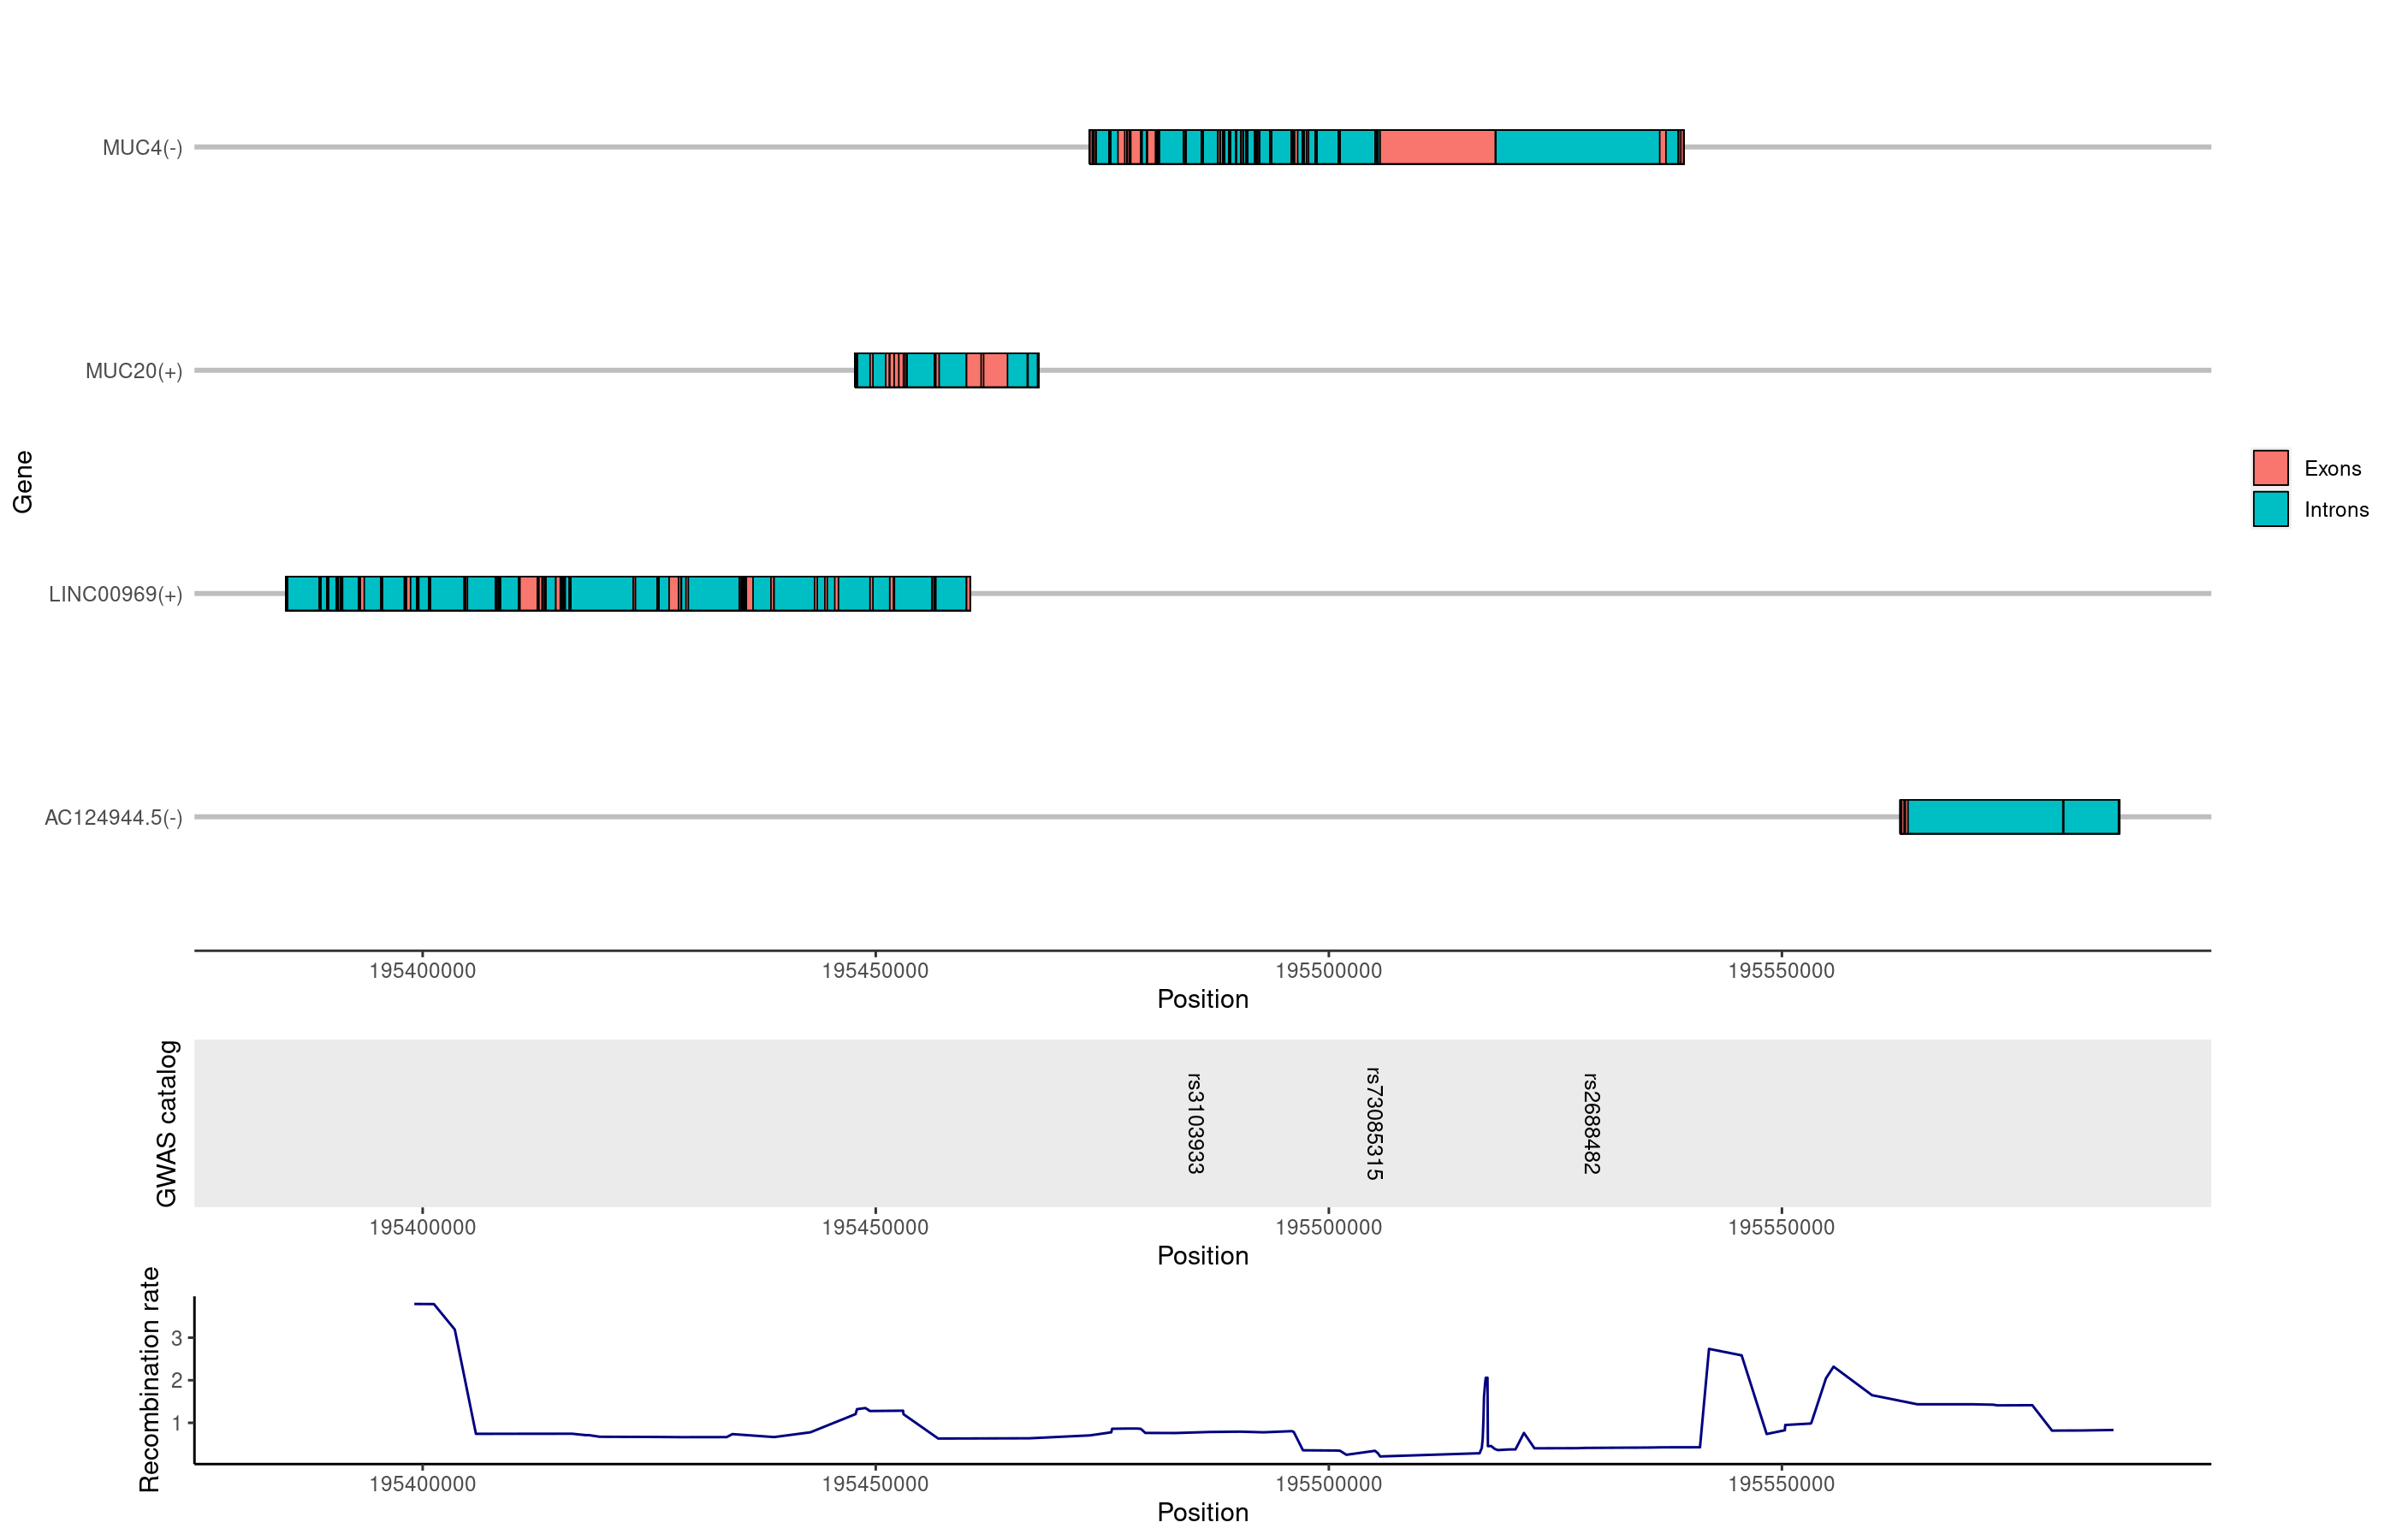 MUC4(-)
MUC20(+)
LINC00969(+)
AC124944.5(-)
Gene
Exons
Introns
195400000 195450000 195500000 195550000
Position
GWAS catalog
rs3103933
rs73085315
rs2688482
195400000 195450000 195500000 195550000
Position
Recombination rate
3
2
1
195400000 195450000 195500000 195550000
Position